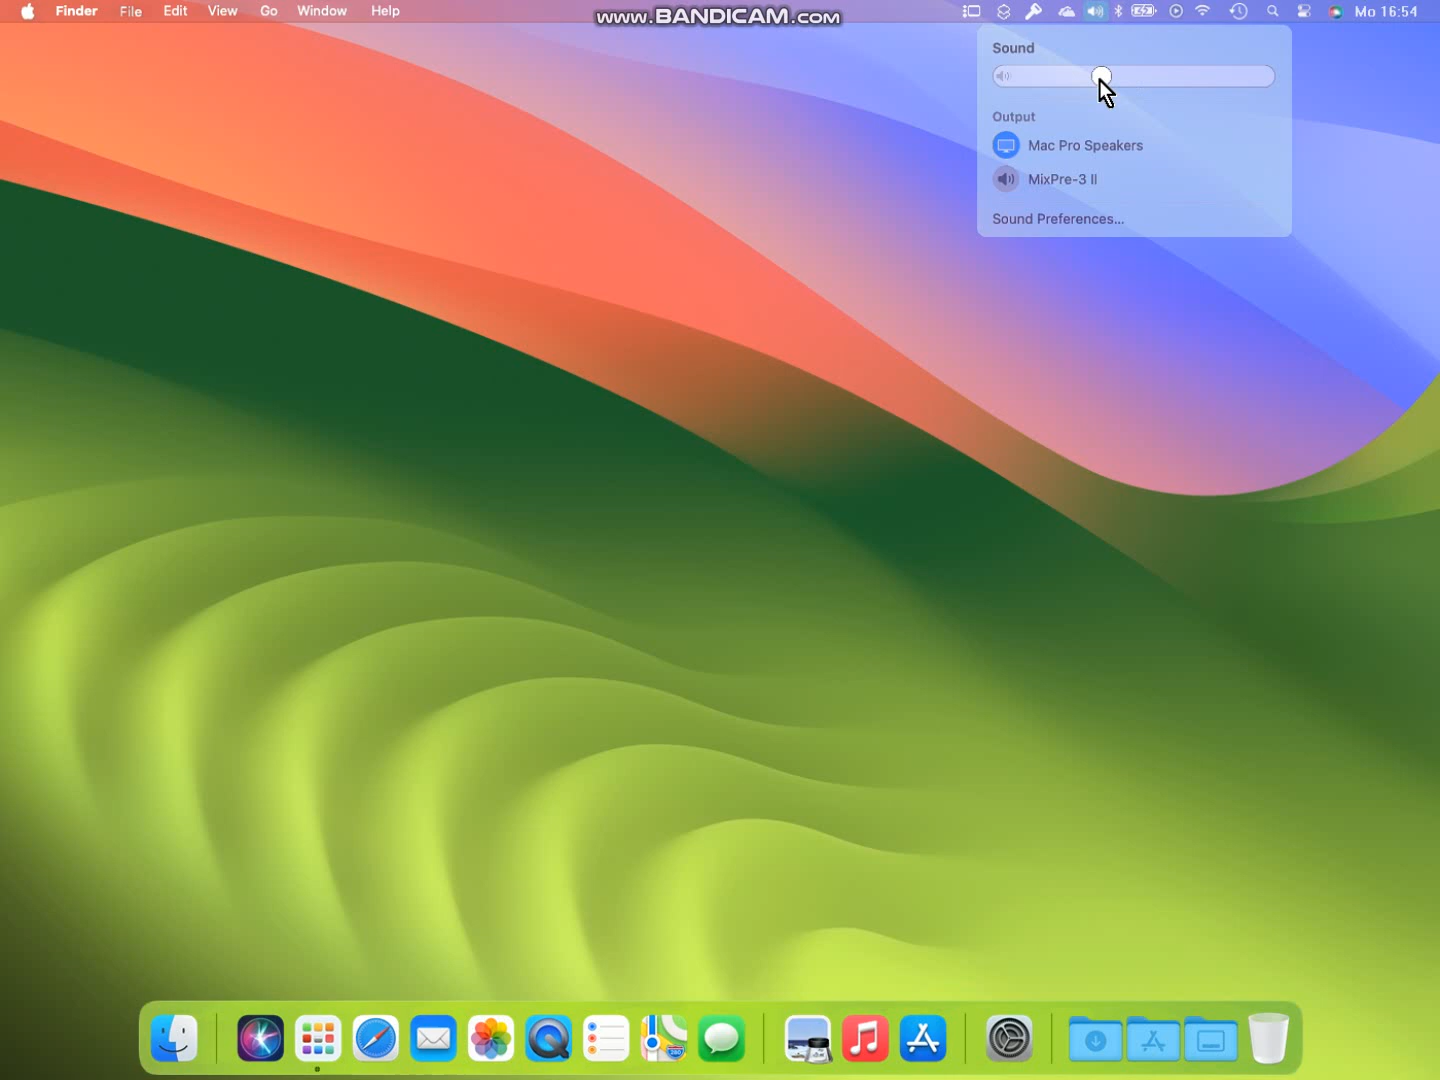 Finder File Edit View Go Window Help
www.BANDICAM.com
Mo 16:54
Sound
Output
Mac Pro Speakers
MixPre-3 II
Sound Preferences...